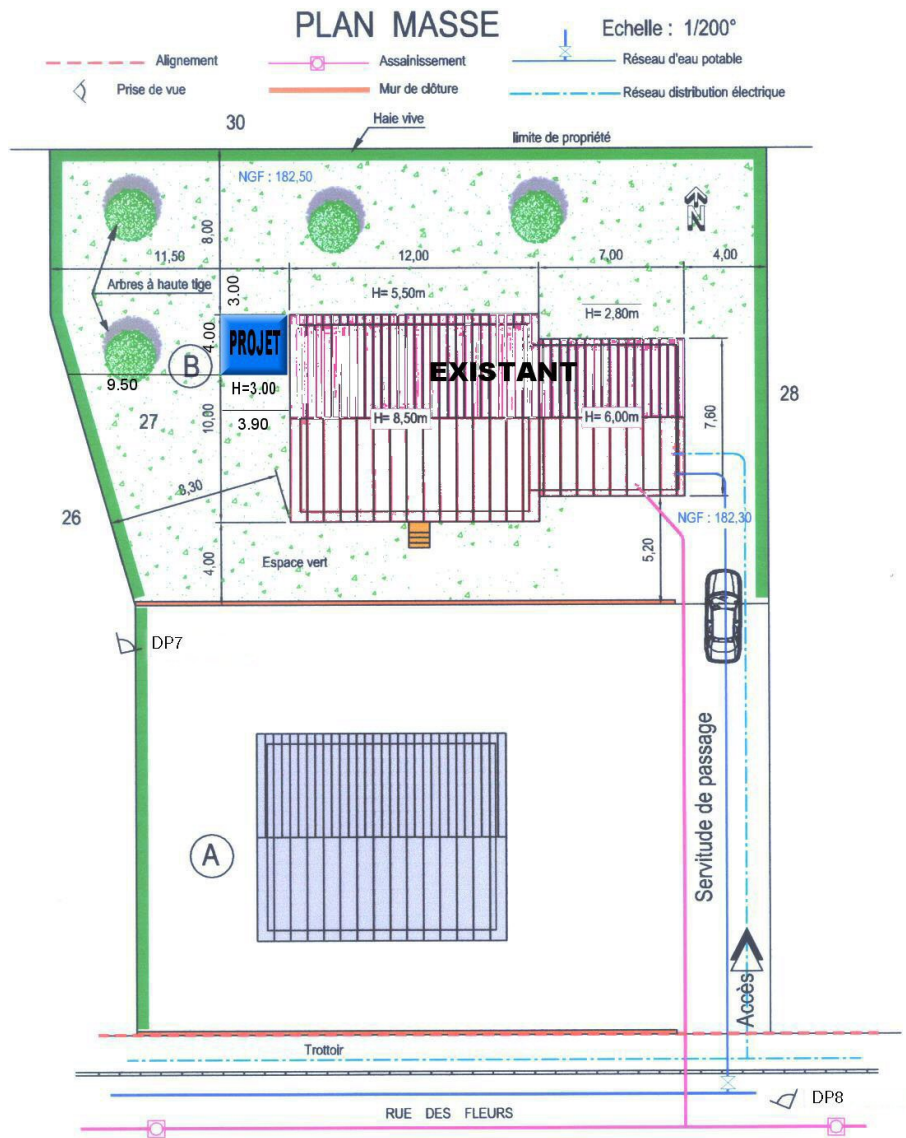 PLAN MASSE
Echelle : 1/200°
Alignement
Assainissement
Réseau d'eau potable
Prise de vue
Mur de clôture
Réseau distribution électrique
30
Haie vive
limite de propriété
NGF : 182,50
N
8,00
11,50
12,00
7,00
4,00
Arbres à haute tige
3.00
H= 5,50m
H= 2,80m
4.00
PROJET
B
EXISTANT
9.50
H=3.00
28
27
10,00
3.90
H= 8,50m
H= 6,00m
7,60
8,30
26
NGF : 182,30
4,00
Espace vert
5,20
DP7
Servitude de passage
A
Accès
Trottoir
DP8
RUE DES FLEURS